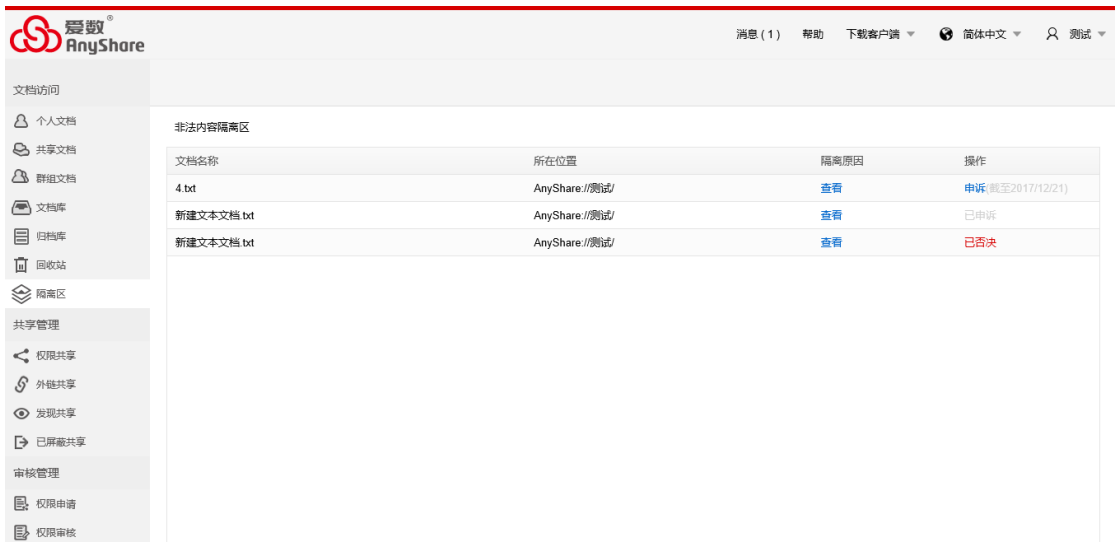 爱数®
AnyShare
消息(1) 帮助 下载客户端 简体中文 测试
文档访问
个人文档
共享文档
群组文档
文档库
归档库
回收站
隔离区
共享管理
权限共享
外链共享
发现共享
已屏蔽共享
审核管理
权限申请
权限审核
非法内容隔离区
文档名称 所在位置 隔离原因 操作
4.txt AnyShare://测试/ 查看 申诉(截至2017/12/21)
新建文本文档.txt AnyShare://测试/ 查看 已申诉
新建文本文档.txt AnyShare://测试/ 查看 已否决